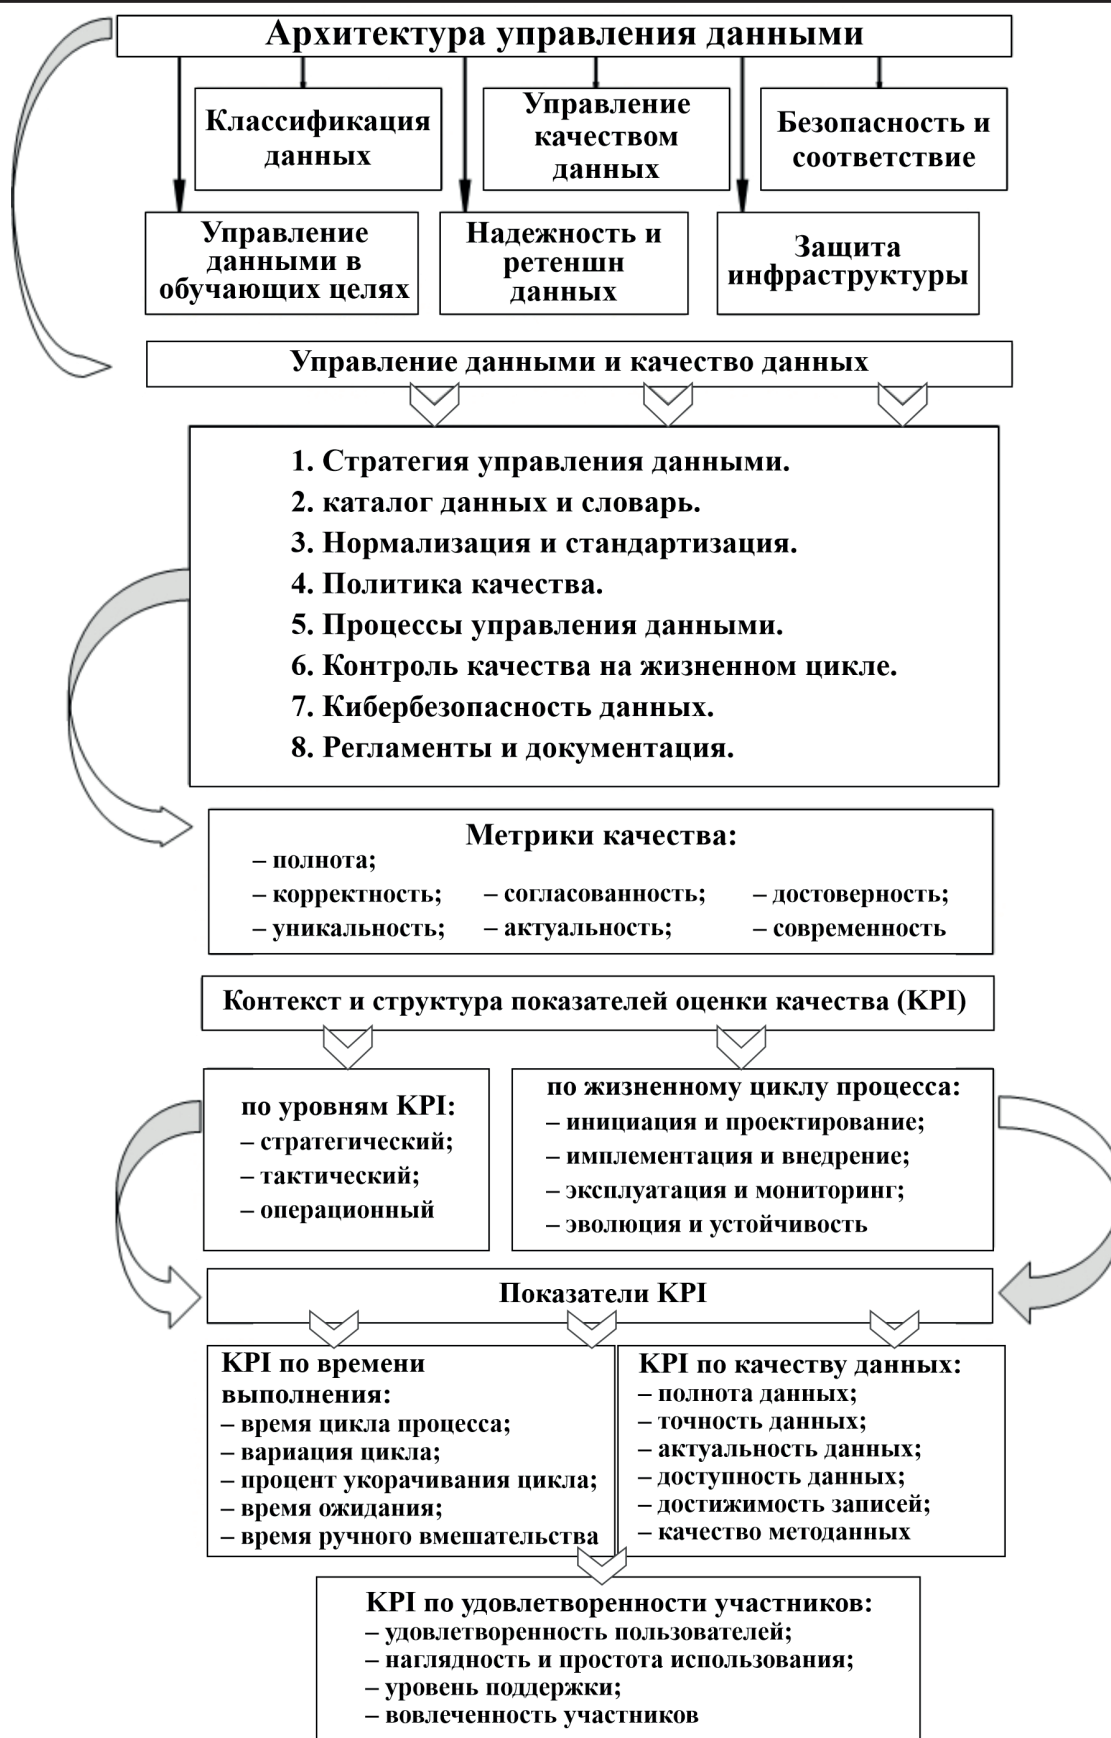 Архитектура управления данными
Классификация
данных
Управление
качеством
данных
Безопасность и
соответствие
Управление
данными в
обучающих целях
Надежность и
ретеншн
данных
Защита
инфраструктуры
Управление данными и качество данных
1. Стратегия управления данными.
2. каталог данных и словарь.
3. Нормализация и стандартизация.
4. Политика качества.
5. Процессы управления данными.
6. Контроль качества на жизненном цикле.
7. Кибербезопасность данных.
8. Регламенты и документация.
Метрики качества:
– полнота;
– корректность; – согласованность; – достоверность;
– уникальность; – актуальность; – современность
Контекст и структура показателей оценки качества (KPI)
по уровням KPI:
– стратегический;
– тактический;
– операционный
по жизненному циклу процесса:
– инициация и проектирование;
– имплементация и внедрение;
– эксплуатация и мониторинг;
– эволюция и устойчивость
Показатели KPI
KPI по времени
выполнения:
– время цикла процесса;
– вариация цикла;
– процент укорачивания цикла;
– время ожидания;
– время ручного вмешательства
KPI по качеству данных:
– полнота данных;
– точность данных;
– актуальность данных;
– доступность данных;
– достижимость записей;
– качество методанных
KPI по удовлетворенности участников:
– удовлетворенность пользователей;
– наглядность и простота использования;
– уровень поддержки;
– вовлеченность участников